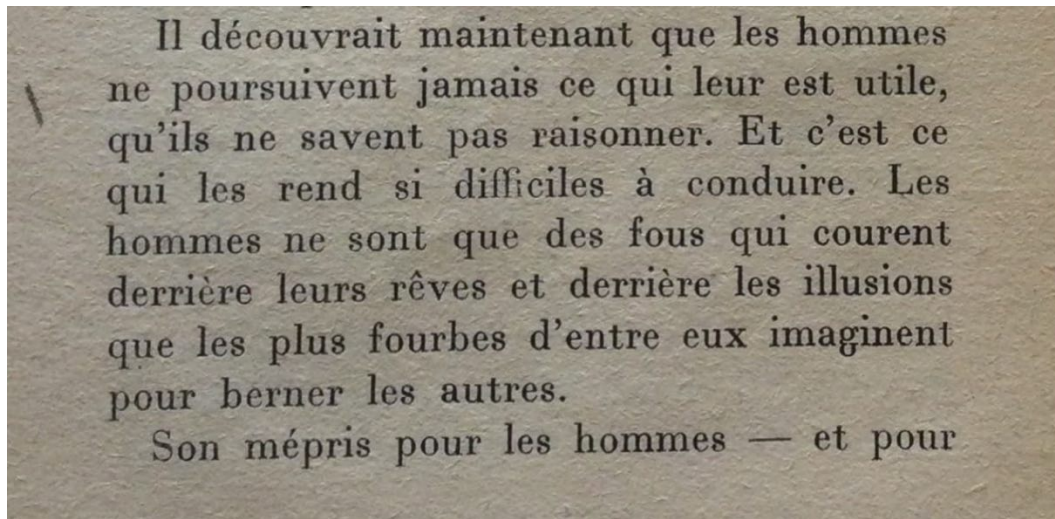 Il découvrait maintenant que les hommes
ne poursuivent jamais ce qui leur est utile,
qu'ils ne savent pas raisonner. Et c'est ce
qui les rend si difficiles à conduire. Les
hommes ne sont que des fous qui courent
derrière leurs rêves et derrière les illusions
que les plus fourbes d'entre eux imaginent
pour berner les autres.
Son mépris pour les hommes — et pour